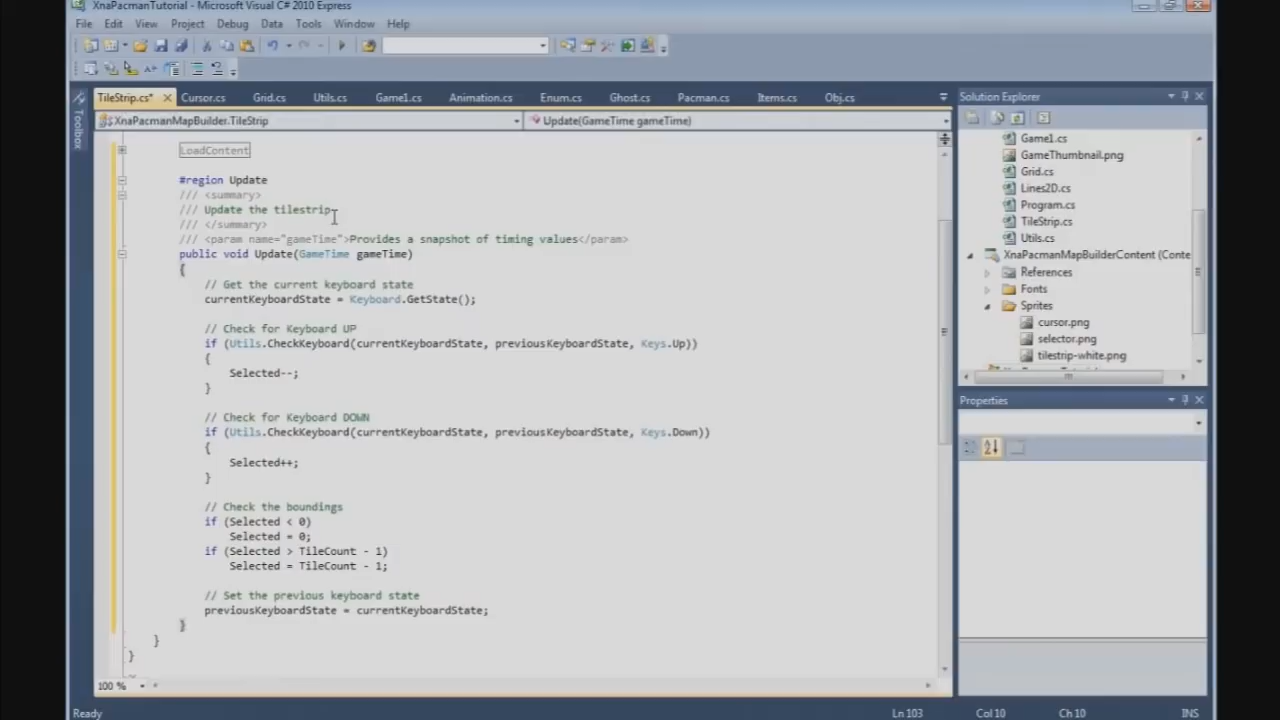 XnaPacmanTutorial - Microsoft Visual C# 2010 Express
File Edit View Project Debug Data Tools Window Help
TileStrip.cs* Cursor.cs Grid.cs Utils.cs Game1.cs Animation.cs Enum.cs Ghost.cs Pacman.cs Items.cs Obj.cs
XnaPacmanMapBuilder.TileStrip Update(GameTime gameTime)
Toolbox
LoadContent
#region Update
/// <summary>
/// Update the tilestrip
/// </summary>
/// <param name="gameTime">Provides a snapshot of timing values</param>
public void Update(GameTime gameTime)
{
// Get the current keyboard state
currentKeyboardState = Keyboard.GetState();
// Check for Keyboard UP
if (Utils.CheckKeyboard(currentKeyboardState, previousKeyboardState, Keys.Up))
{
Selected--;
}
// Check for Keyboard DOWN
if (Utils.CheckKeyboard(currentKeyboardState, previousKeyboardState, Keys.Down))
{
Selected++;
}
// Check the boundings
if (Selected < 0)
Selected = 0;
if (Selected > TileCount - 1)
Selected = TileCount - 1;
// Set the previous keyboard state
previousKeyboardState = currentKeyboardState;
}
}
}
100 %
Solution Explorer
Game1.cs
GameThumbnail.png
Grid.cs
Lines2D.cs
Program.cs
TileStrip.cs
Utils.cs
XnaPacmanMapBuilderContent (Conte
References
Fonts
Sprites
cursor.png
selector.png
tilestrip-white.png
Properties
Ready Ln 103 Col 10 Ch 10 INS